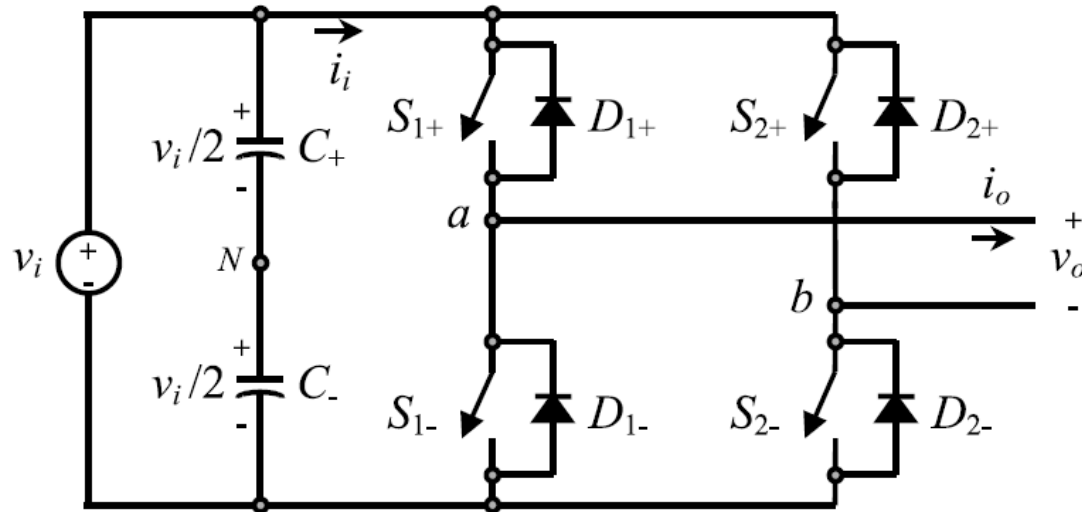 i_i
+
v_i/2
C_+
-
S_1+
D_1+
S_2+
D_2+
i_o
a
+
v_o
-
v_i
+
-
N
b
+
v_i/2
C_-
-
S_1-
D_1-
S_2-
D_2-